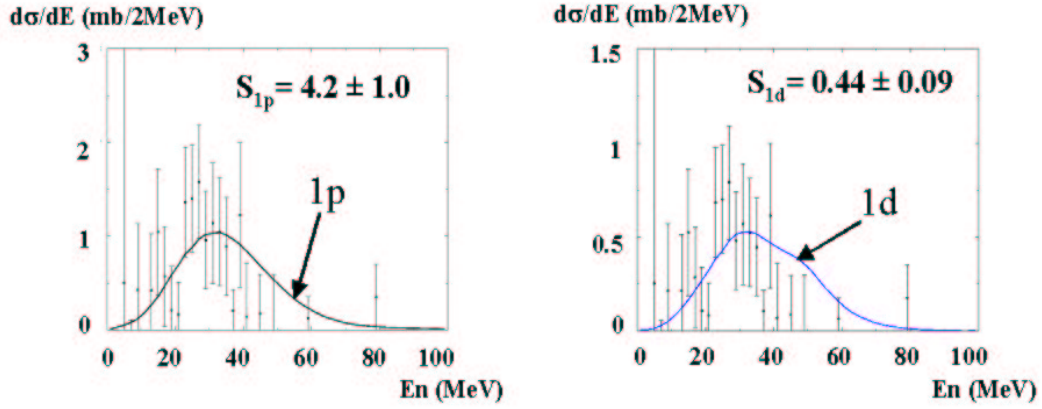 dσ/dE (mb/2MeV)
3
2
1
0
S1p= 4.2 ± 1.0
1p
0 20 40 60 80 100
En (MeV)
dσ/dE (mb/2MeV)
1.5
1
0.5
0
S1d= 0.44 ± 0.09
1d
0 20 40 60 80 100
En (MeV)